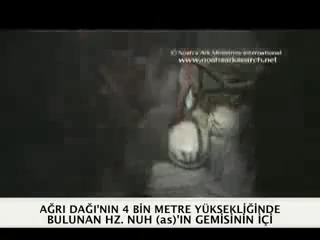 © Noah's Ark Ministries International
www.noahsarksearch.net
AĞRI DAĞI'NIN 4 BİN METRE YÜKSEKLİĞİNDE
BULUNAN HZ. NUH (as)'IN GEMİSİNİN İÇİ